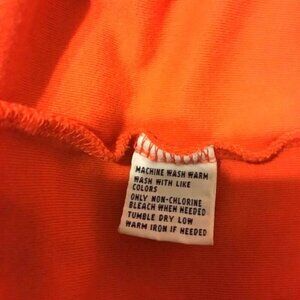 MACHINE WASH WARM
WASH WITH LIKE
COLORS
ONLY NON-CHLORINE
BLEACH WHEN NEEDED
TUMBLE DRY LOW
WARM IRON IF NEEDED